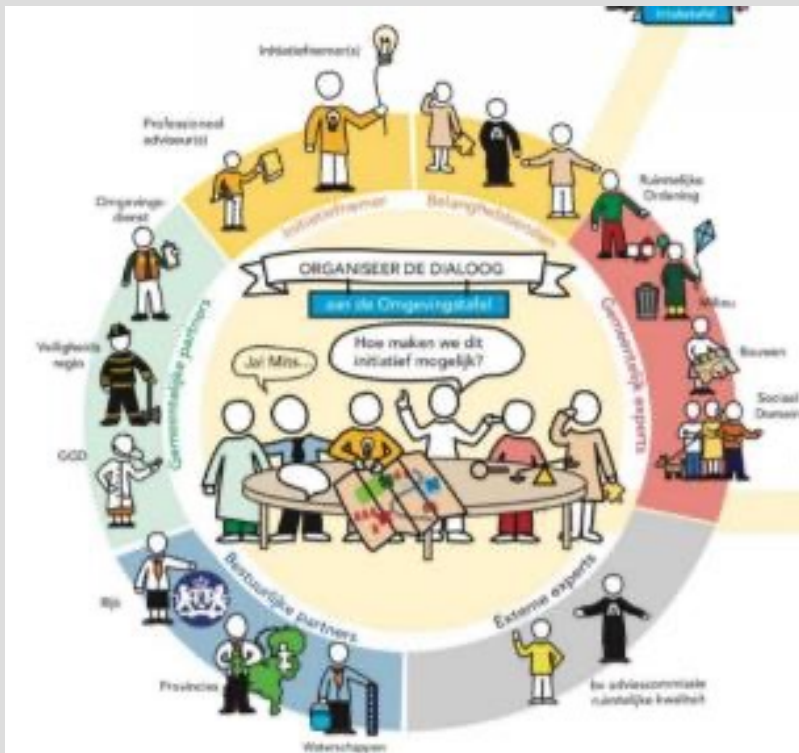 Intaketafel
Initiatiefnemer(s)
Professioneel
adviseur(s)
Omgevings-
dienst
Veiligheids
regio
GGD
Rijk
Provincies
Waterschappen
bv adviescommissie
ruimtelijke kwaliteit
Ruimtelijke
Ordening
Milieu
Bouwen
Sociaal
Domein
Initiatiefnemer
Belanghebbenden
Gemeentelijke partners
Gemeentelijk experts
Bestuurlijke partners
Externe experts
ORGANISEER DE DIALOOG
aan de Omgevingstafel
Ja! Mits...
Hoe maken we dit
initiatief mogelijk?